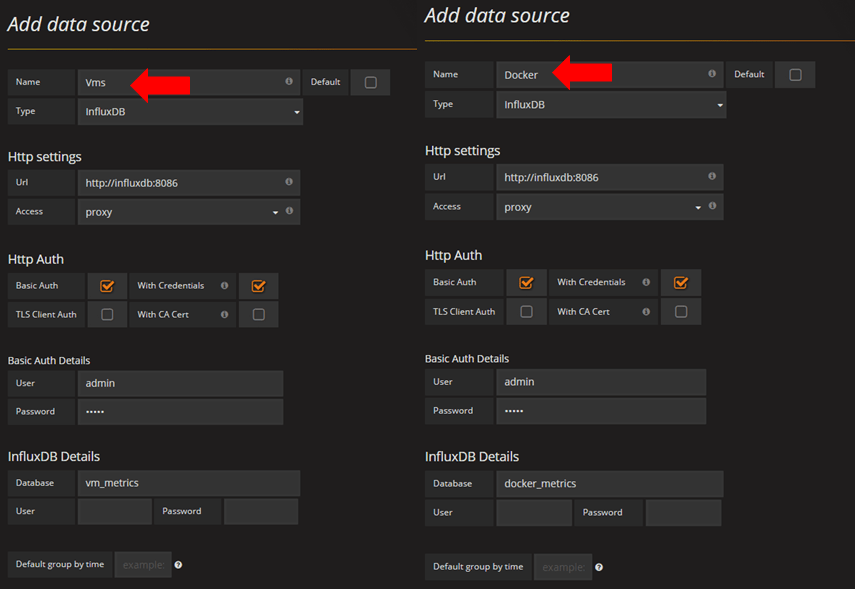 Add data source
Name Vms Default
Type InfluxDB
Http settings
Url http://influxdb:8086
Access proxy
Http Auth
Basic Auth With Credentials
TLS Client Auth With CA Cert
Basic Auth Details
User admin
Password •••••
InfluxDB Details
Database vm_metrics
User Password
Default group by time example:
Add data source
Name Docker Default
Type InfluxDB
Http settings
Url http://influxdb:8086
Access proxy
Http Auth
Basic Auth With Credentials
TLS Client Auth With CA Cert
Basic Auth Details
User admin
Password •••••
InfluxDB Details
Database docker_metrics
User Password
Default group by time example: